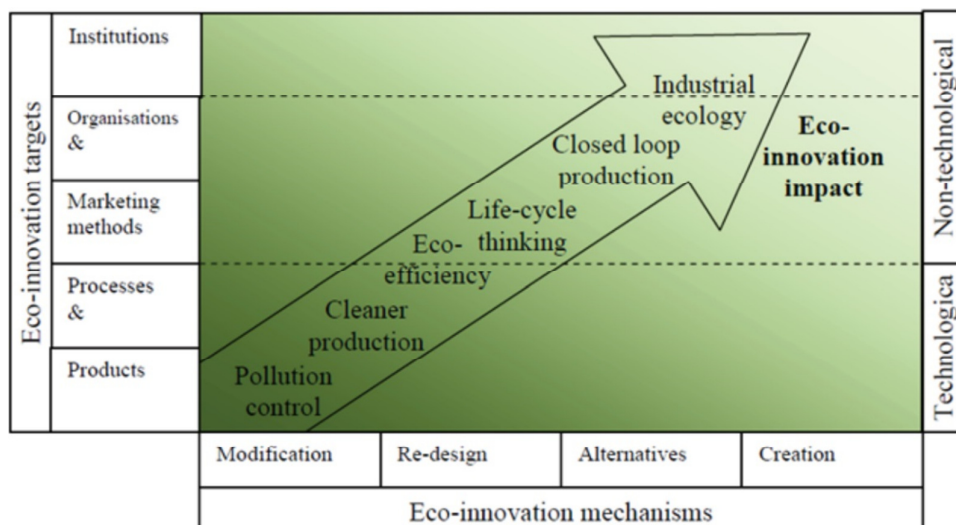 Eco-innovation targets
Institutions
Organisations
&
Marketing
methods
Processes
&
Products
Industrial
ecology
Closed loop
production
Life-cycle
thinking
Eco-
efficiency
Cleaner
production
Pollution
control
Eco-
innovation
impact
Non-technological
Technologica
Modification
Re-design
Alternatives
Creation
Eco-innovation mechanisms